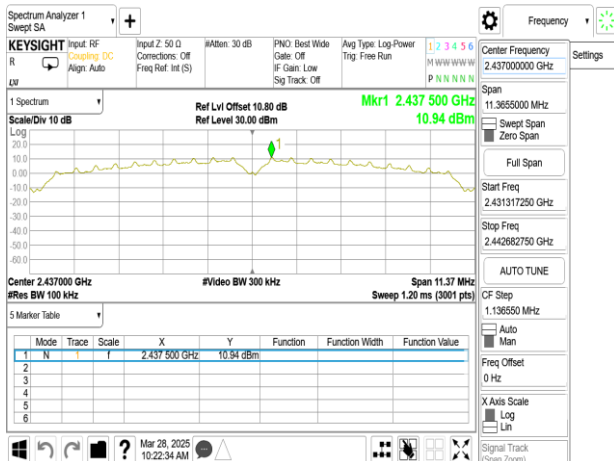 Spectrum Analyzer 1
Swept SA
Frequency
Settings
KEYSIGHT
R
LXI
Input: RF
Coupling: DC
Align: Auto
Input Z: 50 Ω
Corrections: Off
Freq Ref: Int (S)
#Atten: 30 dB
PNO: Best Wide
Gate: Off
IF Gain: Low
Sig Track: Off
Avg Type: Log-Power
Trig: Free Run
1 2 3 4 5 6
M W W W W W
P N N N N N
1 Spectrum
Scale/Div 10 dB
Ref Lvl Offset 10.80 dB
Ref Level 30.00 dBm
Mkr1 2.437 500 GHz
10.94 dBm
Log
20.0
10.0
0.00
-10.0
-20.0
-30.0
-40.0
-50.0
-60.0
1
Center 2.437000 GHz
#Res BW 100 kHz
#Video BW 300 kHz
Span 11.37 MHz
Sweep 1.20 ms (3001 pts)
5 Marker Table
Mode Trace Scale X Y Function Function Width Function Value
1 N 1 f 2.437 500 GHz 10.94 dBm
2
3
4
5
6
Mar 28, 2025
10:22:34 AM
Center Frequency
2.437000000 GHz
Span
11.3655000 MHz
Swept Span
Zero Span
Full Span
Start Freq
2.431317250 GHz
Stop Freq
2.442682750 GHz
AUTO TUNE
CF Step
1.136550 MHz
Auto
Man
Freq Offset
0 Hz
X Axis Scale
Log
Lin
Signal Track
(Span Zoom)